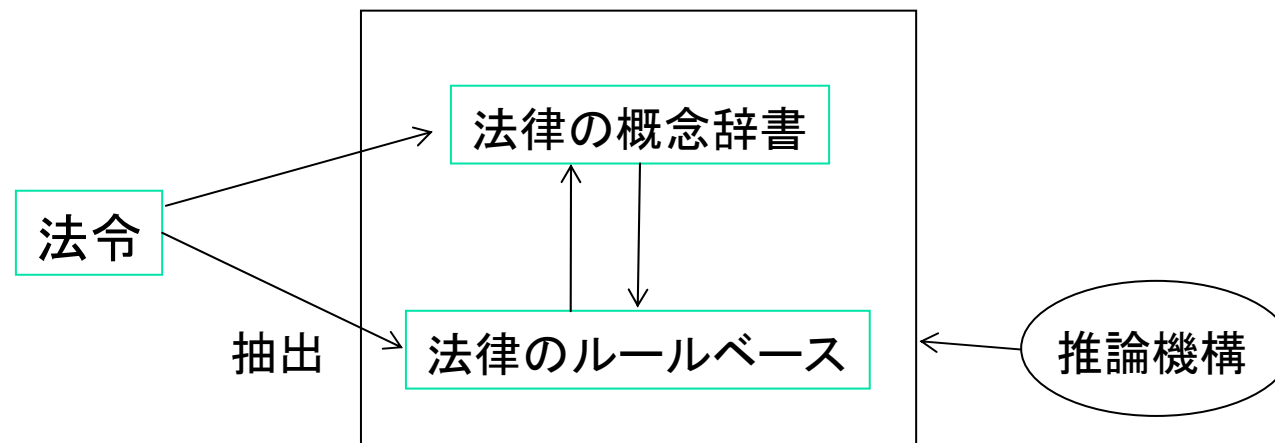 法律の概念辞書
法令
抽出
法律のルールベース
推論機構